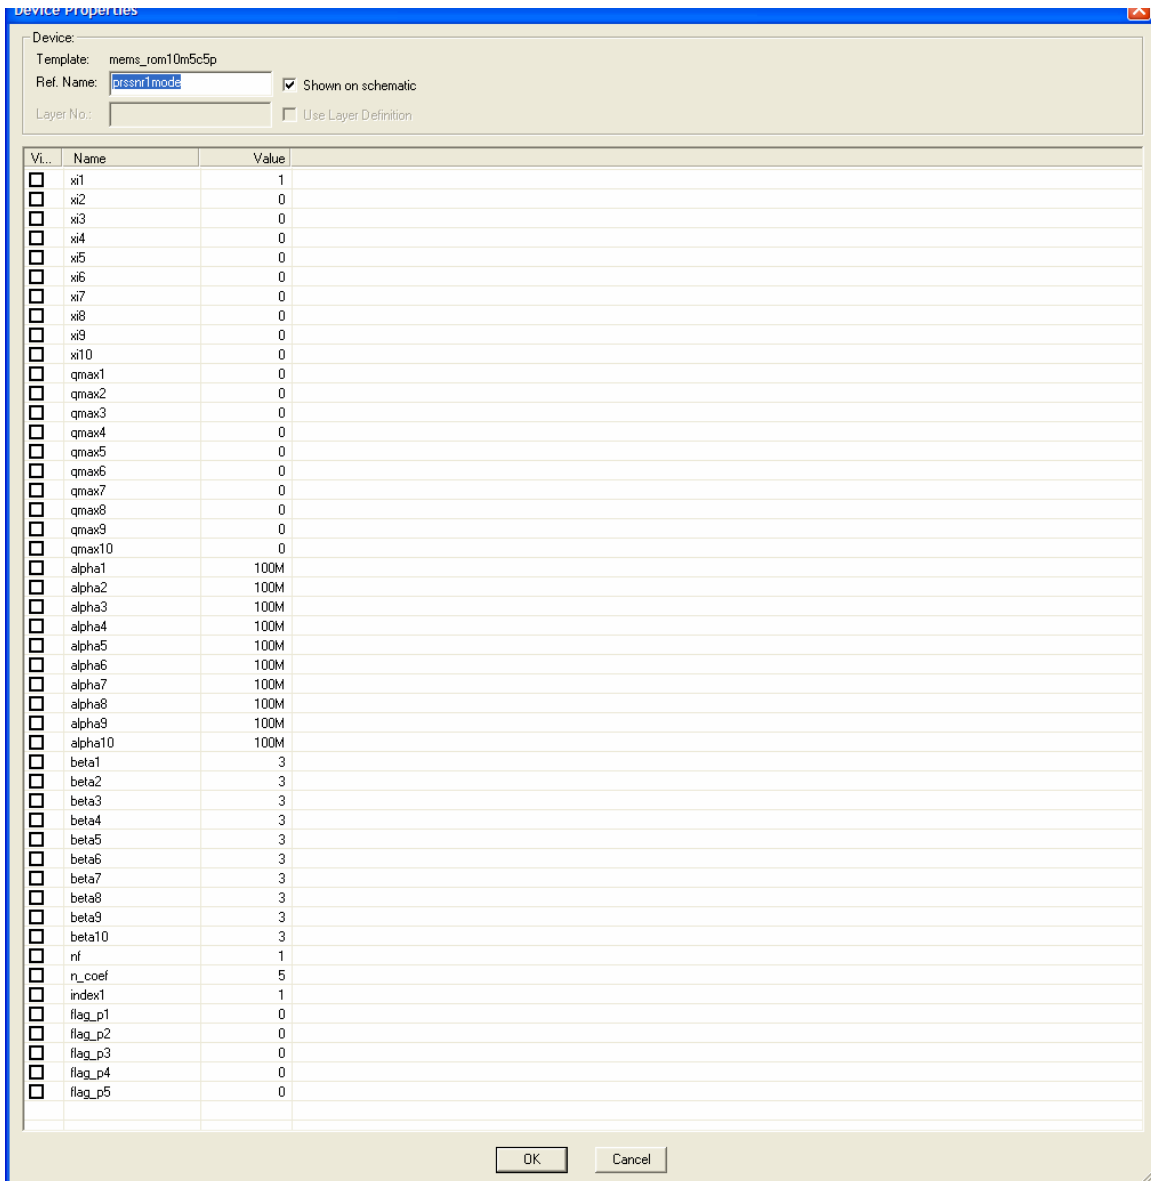 Device Properties
Device:
Template: mems_rom10m5c5p
Ref. Name: prssnr1mode Shown on schematic
Layer No.: Use Layer Definition
Vi... Name Value
xi1 1
xi2 0
xi3 0
xi4 0
xi5 0
xi6 0
xi7 0
xi8 0
xi9 0
xi10 0
qmax1 0
qmax2 0
qmax3 0
qmax4 0
qmax5 0
qmax6 0
qmax7 0
qmax8 0
qmax9 0
qmax10 0
alpha1 100M
alpha2 100M
alpha3 100M
alpha4 100M
alpha5 100M
alpha6 100M
alpha7 100M
alpha8 100M
alpha9 100M
alpha10 100M
beta1 3
beta2 3
beta3 3
beta4 3
beta5 3
beta6 3
beta7 3
beta8 3
beta9 3
beta10 3
nf 1
n_coef 5
index1 1
flag_p1 0
flag_p2 0
flag_p3 0
flag_p4 0
flag_p5 0
OK Cancel